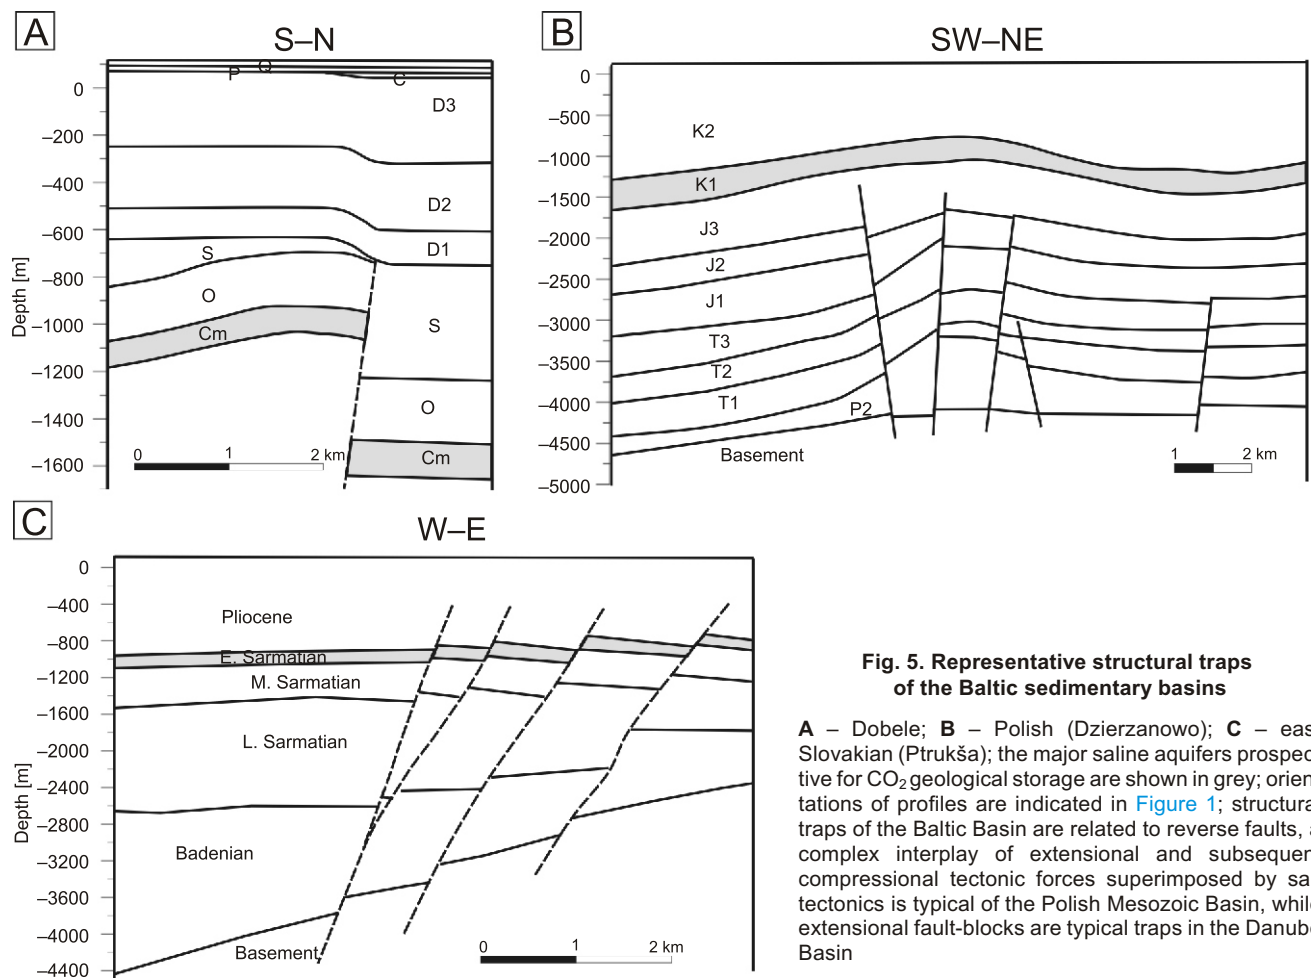 A
S–N
Q
P
C
0
–200
–400
–600
–800
–1000
–1200
–1400
–1600
Depth [m]
D3
D2
D1
S
O
Cm
S
O
Cm
0 1 2 km
B
SW–NE
0
–500
–1000
–1500
–2000
–2500
–3000
–3500
–4000
–4500
–5000
K2
K1
J3
J2
J1
T3
T2
T1
P2
Basement
1 2 km
C
W–E
0
–400
–800
–1200
–1600
–2000
–2400
–2800
–3200
–3600
–4000
–4400
Depth [m]
Pliocene
E. Sarmatian
M. Sarmatian
L. Sarmatian
Badenian
Basement
0 1 2 km
Fig. 5. Representative structural traps
of the Baltic sedimentary basins
A – Dobele; B – Polish (Dzierzanowo); C – eas
Slovakian (Ptrukša); the major saline aquifers prospec
tive for CO2 geological storage are shown in grey; orien
tations of profiles are indicated in Figure 1; structura
traps of the Baltic Basin are related to reverse faults, a
complex interplay of extensional and subsequen
compressional tectonic forces superimposed by sal
tectonics is typical of the Polish Mesozoic Basin, while
extensional fault-blocks are typical traps in the Danube
Basin